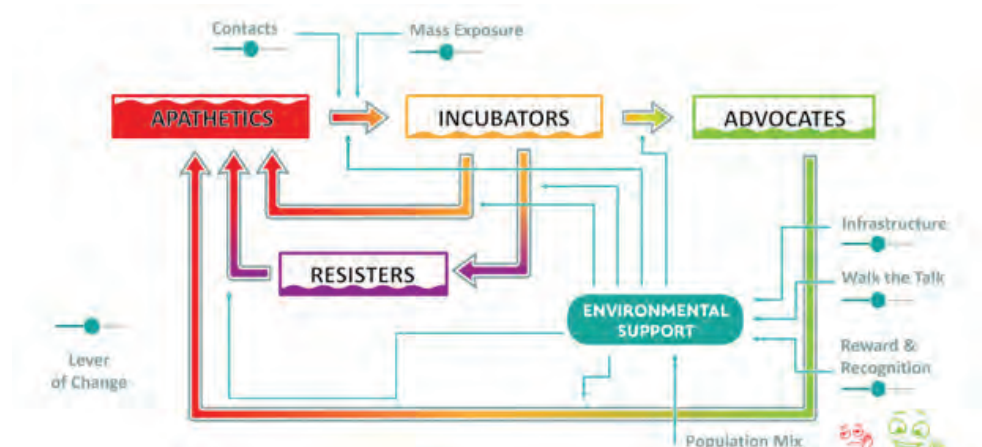 Contacts
Mass Exposure
APATHETICS
INCUBATORS
ADVOCATES
RESISTERS
Infrastructure
Walk the Talk
ENVIRONMENTAL
SUPPORT
Reward &
Recognition
Lever
of Change
Population Mix